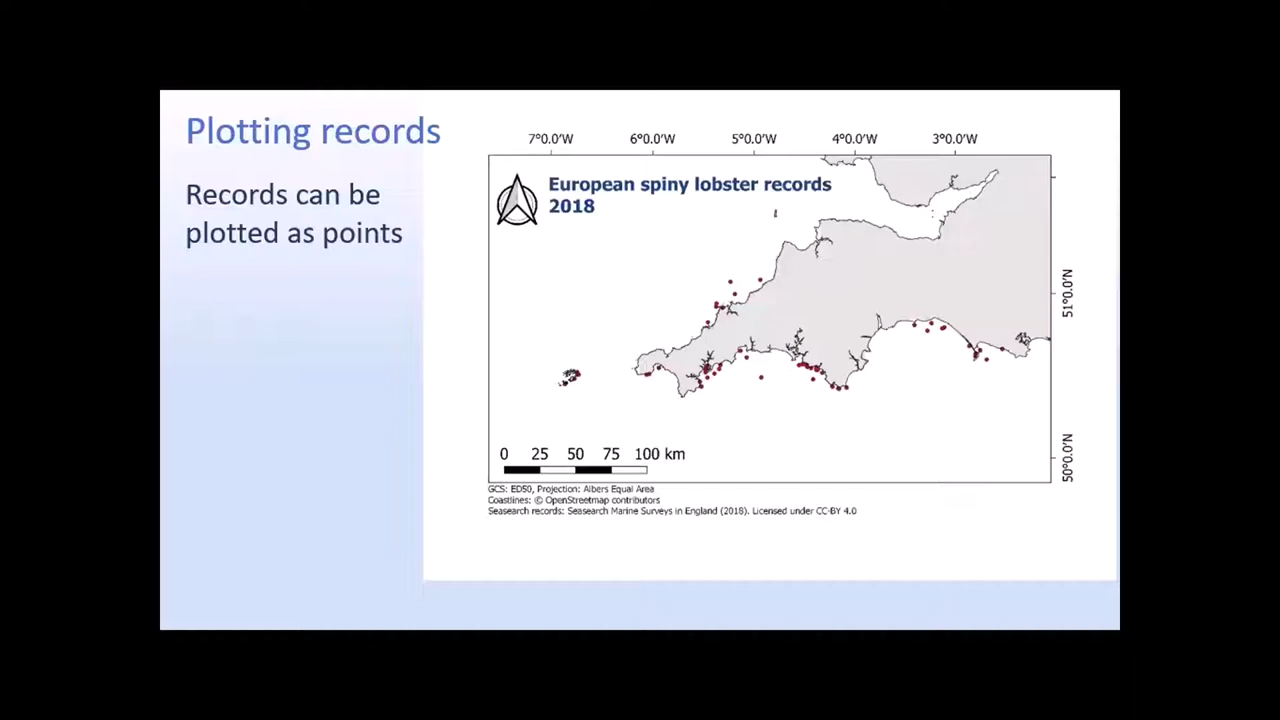 Plotting records
Records can be
plotted as points
7°0.0'W 6°0.0'W 5°0.0'W 4°0.0'W 3°0.0'W
European spiny lobster records
2018
51°0.0'N
50°0.0'N
0 25 50 75 100 km
GCS: ED50, Projection: Albers Equal Area
Coastlines: © OpenStreetmap contributors
Seasearch records: Seasearch Marine Surveys in England (2018). Licensed under CC-BY 4.0